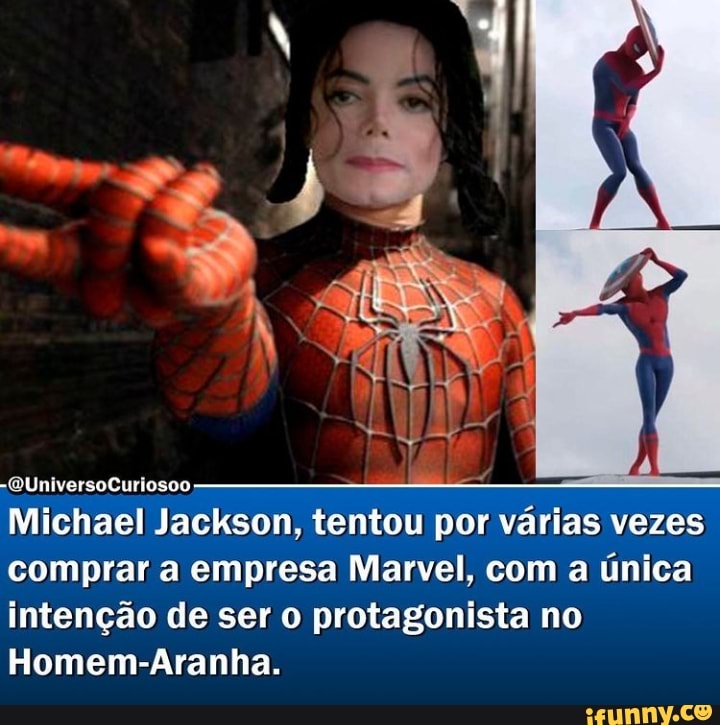 @UniversoCuriosoo
Michael Jackson, tentou por várias vezes
comprar a empresa Marvel, com a única
intenção de ser o protagonista no
Homem-Aranha.
ifunny.co